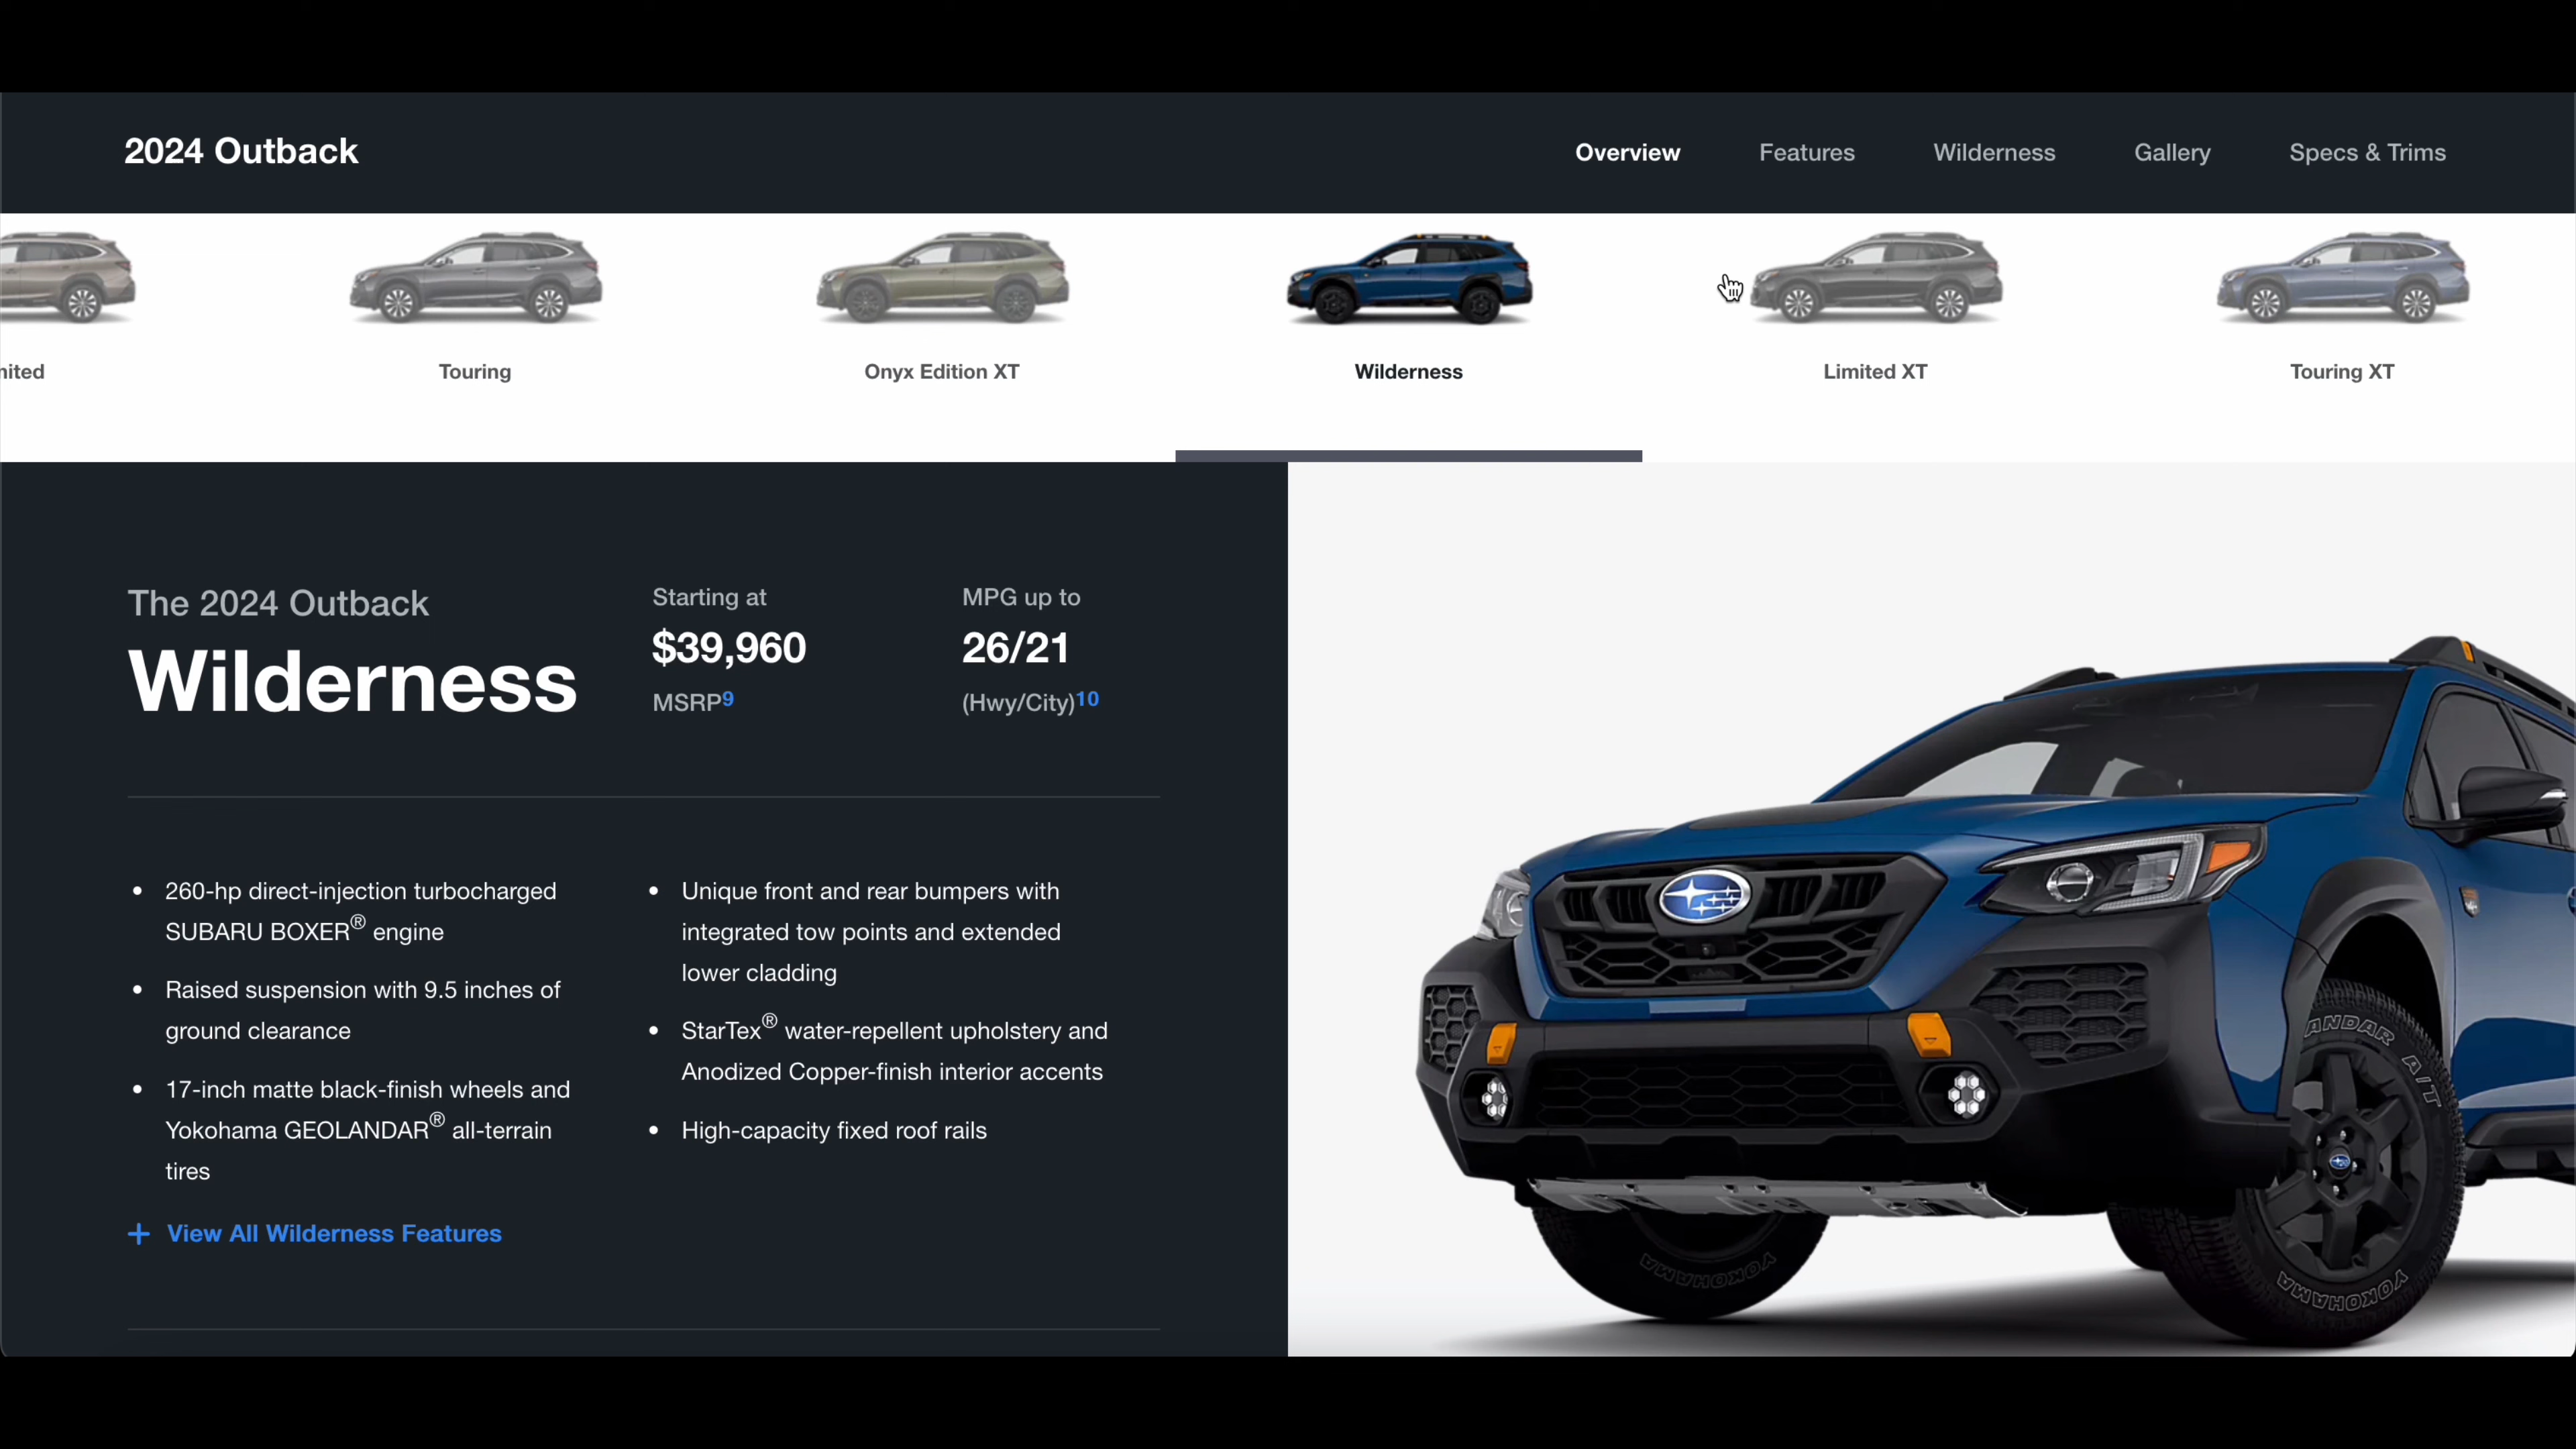 2024 Outback
Overview
Features
Wilderness
Gallery
Specs & Trims
Touring
Onyx Edition XT
Wilderness
Limited XT
Touring XT
The 2024 Outback
Wilderness
Starting at
$39,960
MSRP9
MPG up to
26/21
(Hwy/City)10
260-hp direct-injection turbocharged
SUBARU BOXER® engine
Raised suspension with 9.5 inches of
ground clearance
17-inch matte black-finish wheels and
Yokohama GEOLANDAR® all-terrain
tires
Unique front and rear bumpers with
integrated tow points and extended
lower cladding
StarTex® water-repellent upholstery and
Anodized Copper-finish interior accents
High-capacity fixed roof rails
+ View All Wilderness Features
A/T
YOKOHAMA
YOKOHAMA